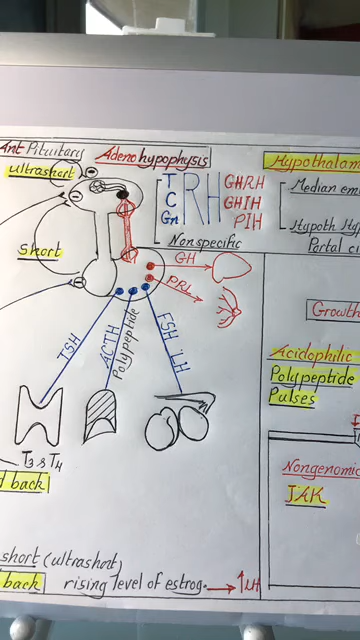 Ant Pituitary Adenohypophysis
ultrashort
short
T
C
Gn
RH
GHRH
GHIH
PIH
Nonspecific
GH
PRL
TSH
ACTH
Polypeptide
FSH LH
T3 & T4
back
short (ultrashort)
back rising level of estrog. → ↑ LH
Hypothalam
Median em
Hypoth Hyp
Portal ci
Growth
Acidophilic
Polypeptide
Pulses
Nongenomic
JAK